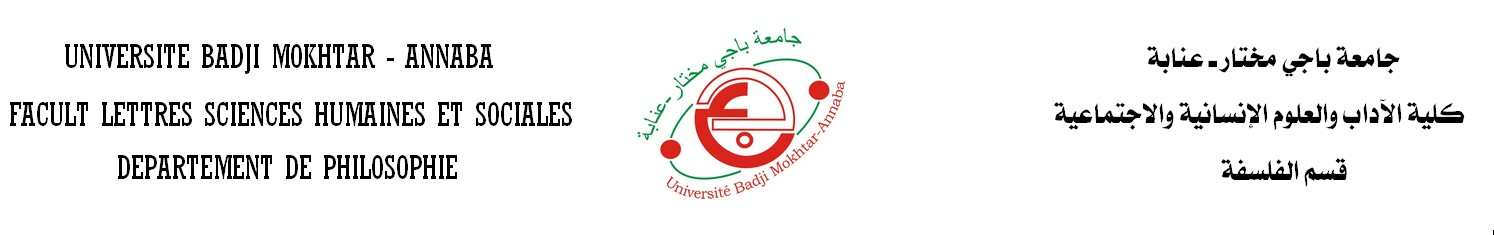 UNIVERSITE BADJI MOKHTAR - ANNABA
FACULT LETTRES SCIENCES HUMAINES ET SOCIALES
DEPARTEMENT DE PHILOSOPHIE
جامعة باجي مختار-عنابة
Université Badji Mokhtar-Annaba
جامعة باجي مختار - عنابة
كلية الآداب والعلوم الإنسانية والاجتماعية
قسم الفلسفة